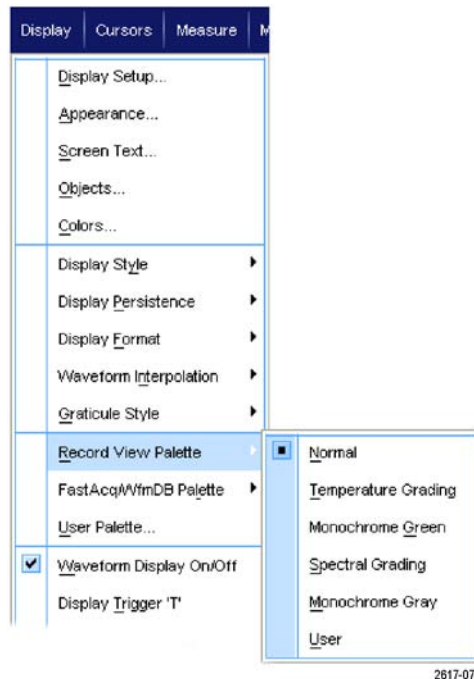 Display Cursors Measure
Display Setup...
Appearance...
Screen Text...
Objects...
Colors...
Display Style
Display Persistence
Display Format
Waveform Interpolation
Graticule Style
Record View Palette
FastAcq/WfmDB Palette
User Palette...
Waveform Display On/Off
Display Trigger 'T'
Normal
Temperature Grading
Monochrome Green
Spectral Grading
Monochrome Gray
User
2617-07